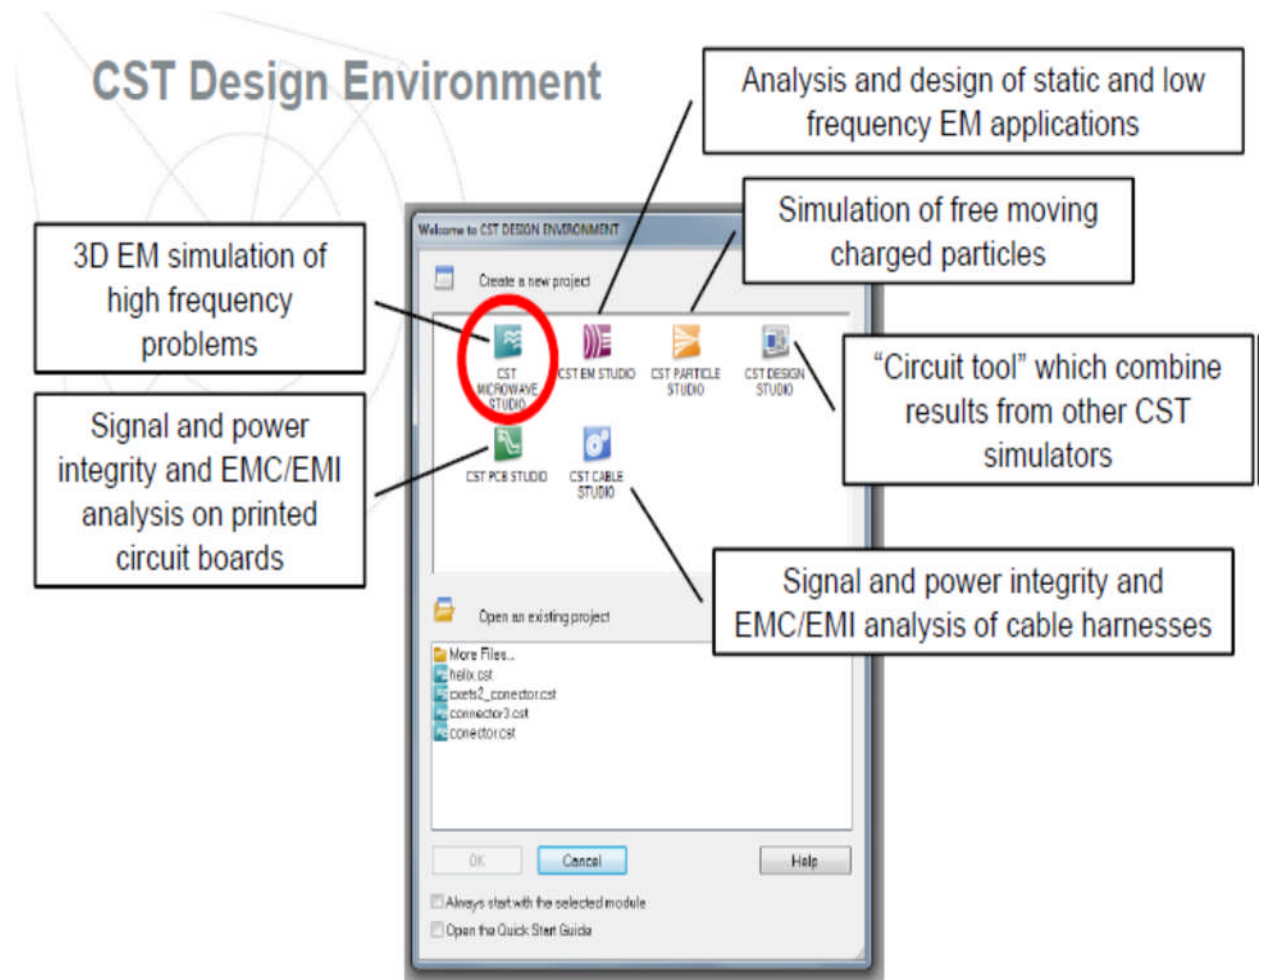 CST Design Environment
Analysis and design of static and low
frequency EM applications
Simulation of free moving
charged particles
3D EM simulation of
high frequency
problems
"Circuit tool" which combine
results from other CST
simulators
Signal and power
integrity and EMC/EMI
analysis on printed
circuit boards
Signal and power integrity and
EMC/EMI analysis of cable harnesses
Welcome to CST DESIGN ENVIRONMENT
Create a new project
CST
MICROWAVE
STUDIO
CST EM STUDIO
CST PARTICLE
STUDIO
CST DESIGN
STUDIO
CST PCB STUDIO
CST CABLE
STUDIO
Open an existing project
More Files...
helix.cst
cxets2_conector.cst
connector3.cst
conector.cst
OK
Cancel
Help
Always start with the selected module
Open the Quick Start Guide